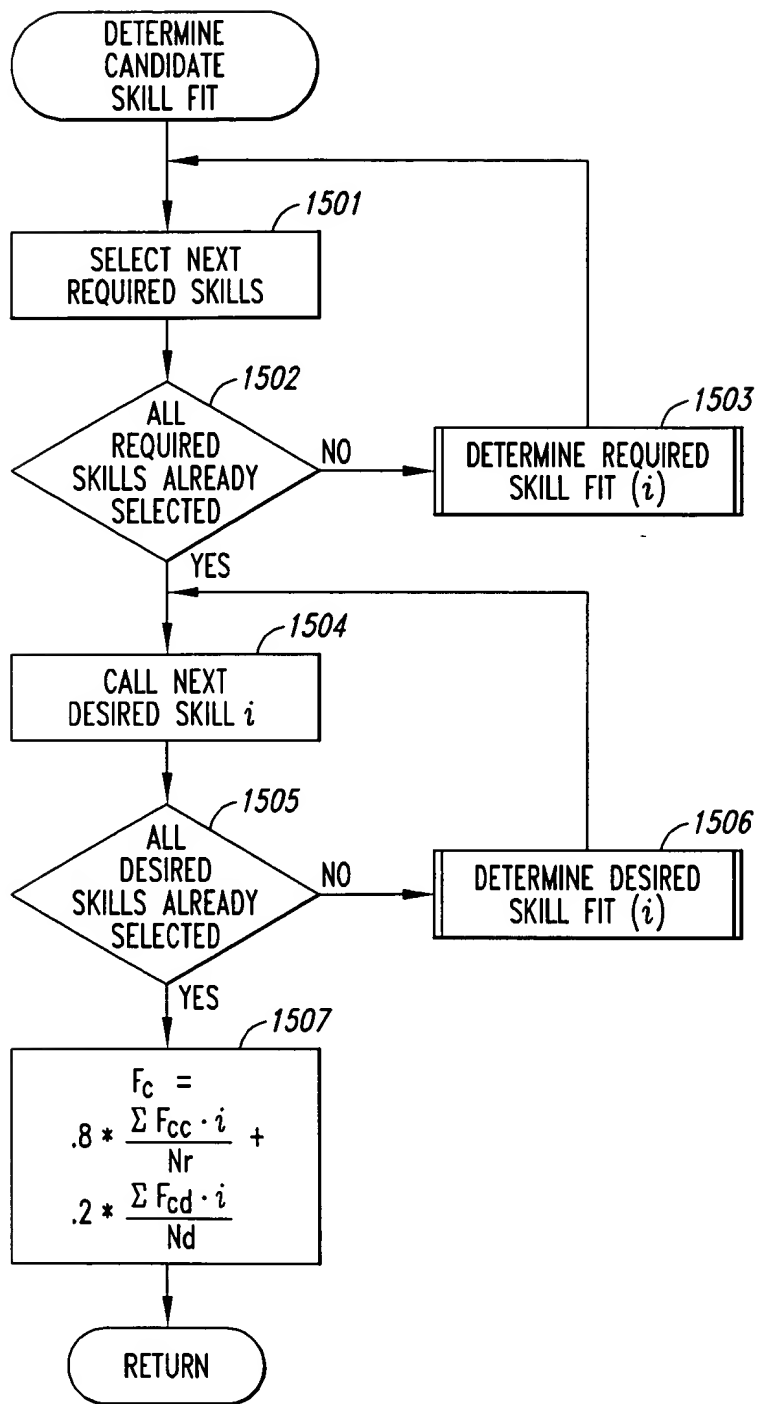 DETERMINE
CANDIDATE
SKILL FIT
1501
SELECT NEXT
REQUIRED SKILLS
1502
ALL
REQUIRED
SKILLS ALREADY
SELECTED
NO
1503
DETERMINE REQUIRED
SKILL FIT (i)
YES
1504
CALL NEXT
DESIRED SKILL i
1505
ALL
DESIRED
SKILLS ALREADY
SELECTED
NO
1506
DETERMINE DESIRED
SKILL FIT (i)
YES
1507
Fc =
.8 * Σ Fcc · i / Nr +
.2 * Σ Fcd · i / Nd
RETURN